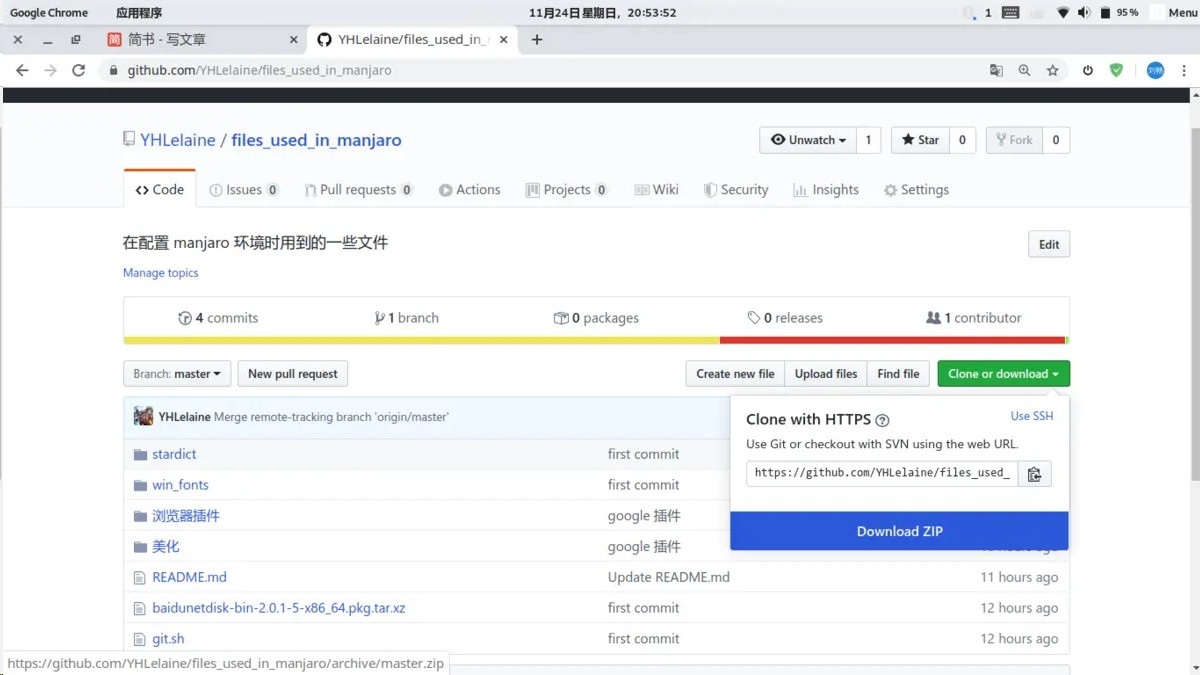 Google Chrome 应用程序 11月24日 星期日，20:53:52 1 95 % Menu
简书 - 写文章 YHLelaine/files_used_in_
github.com/YHLelaine/files_used_in_manjaro
YHLelaine / files_used_in_manjaro Unwatch 1 Star 0 Fork 0
Code Issues 0 Pull requests 0 Actions Projects 0 Wiki Security Insights Settings
在配置 manjaro 环境时用到的一些文件 Edit
Manage topics
4 commits 1 branch 0 packages 0 releases 1 contributor
Branch: master New pull request Create new file Upload files Find file Clone or download
YHLelaine Merge remote-tracking branch 'origin/master'
Clone with HTTPS Use SSH
Use Git or checkout with SVN using the web URL.
https://github.com/YHLelaine/files_used_
Download ZIP
stardict first commit
win_fonts first commit
浏览器插件 google 插件
美化 google 插件
README.md Update README.md 11 hours ago
baidunetdisk-bin-2.0.1-5-x86_64.pkg.tar.xz first commit 12 hours ago
git.sh first commit 12 hours ago
https://github.com/YHLelaine/files_used_in_manjaro/archive/master.zip